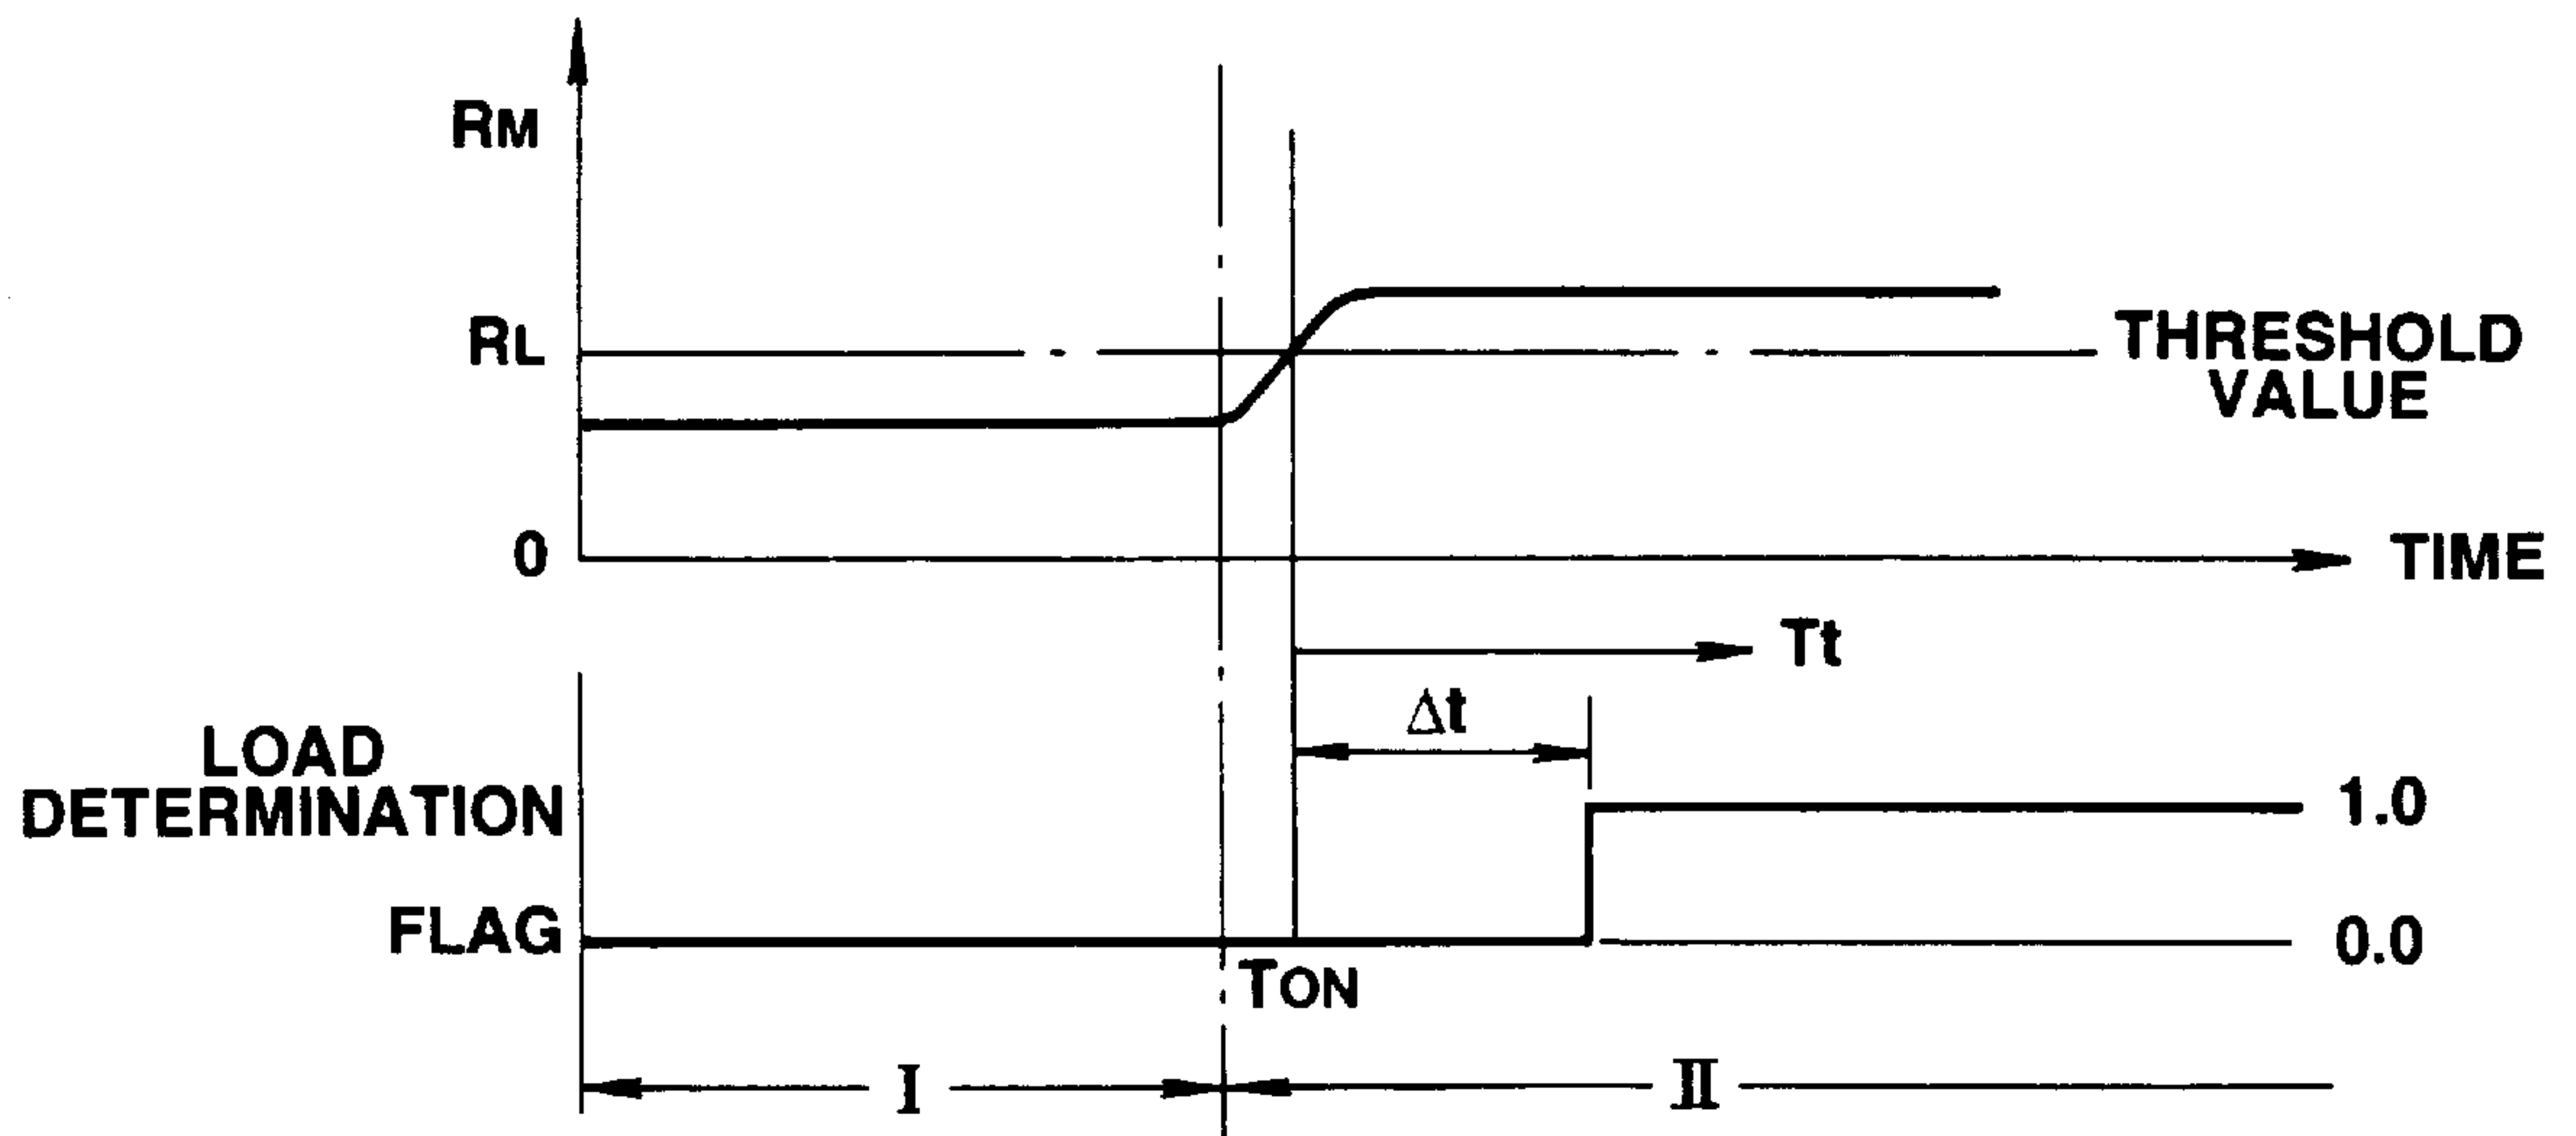 RM
RL
THRESHOLD
VALUE
0
TIME
Tt
Δt
LOAD
DETERMINATION
FLAG
1.0
0.0
TON
I
II